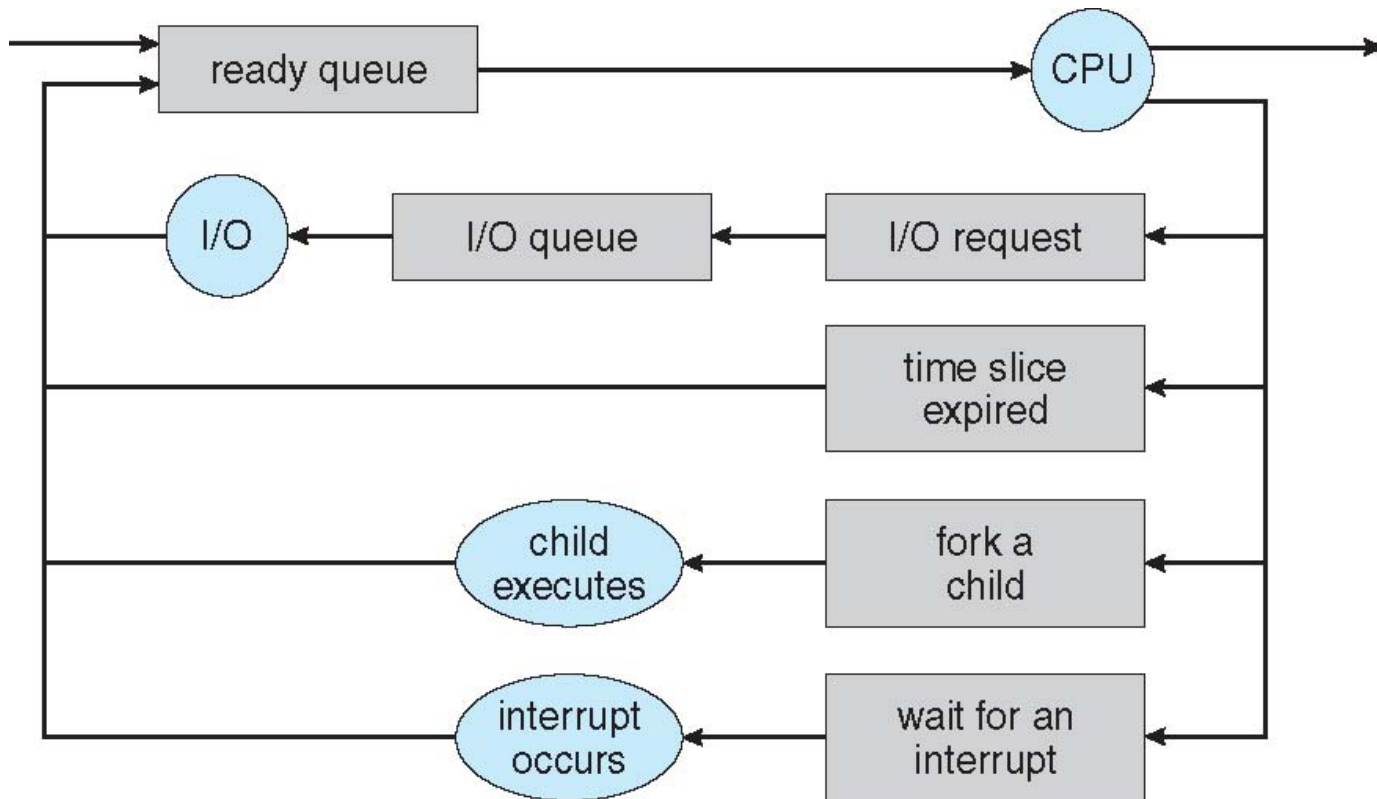 ready queue
CPU
I/O
I/O queue
I/O request
time slice
expired
child
executes
fork a
child
interrupt
occurs
wait for an
interrupt